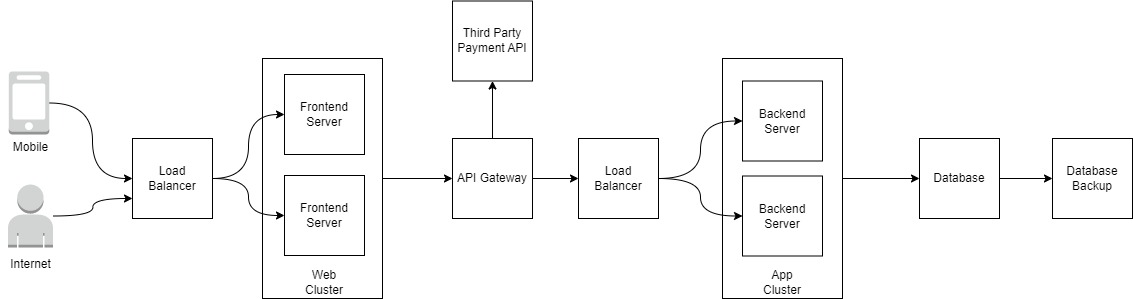 Mobile
Internet
Load
Balancer
Frontend
Server
Frontend
Server
Web
Cluster
Third Party
Payment API
API Gateway
Load
Balancer
Backend
Server
Backend
Server
App
Cluster
Database
Database
Backup